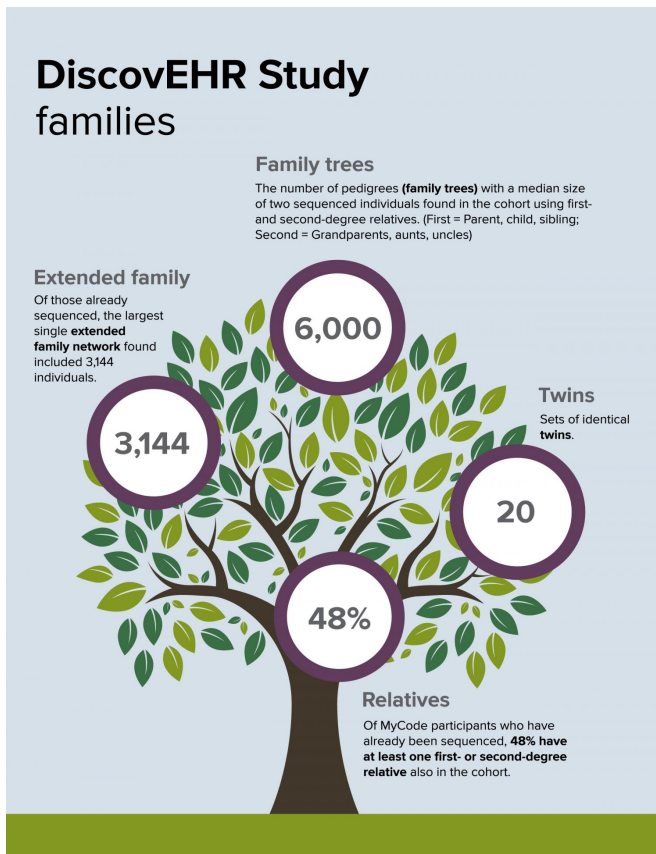 DiscovEHR Study
families
Family trees
The number of pedigrees (family trees) with a median size
of two sequenced individuals found in the cohort using first-
and second-degree relatives. (First = Parent, child, sibling;
Second = Grandparents, aunts, uncles)
6,000
Extended family
Of those already
sequenced, the largest
single extended
family network found
included 3,144
individuals.
3,144
Twins
Sets of identical
twins.
20
48%
Relatives
Of MyCode participants who have
already been sequenced, 48% have
at least one first- or second-degree
relative also in the cohort.